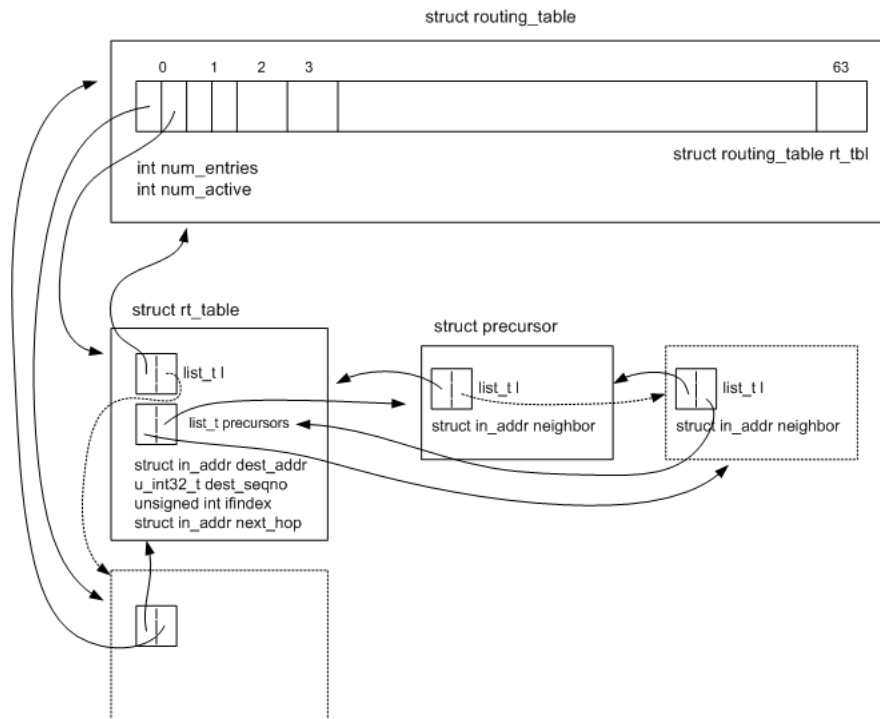 struct routing_table
0 1 2 3 63
int num_entries
struct routing_table rt_tbl
int num_active
struct rt_table
struct precursor
list_t l
list_t l
list_t l
list_t precursors
struct in_addr neighbor
struct in_addr neighbor
struct in_addr dest_addr
u_int32_t dest_seqno
unsigned int ifindex
struct in_addr next_hop